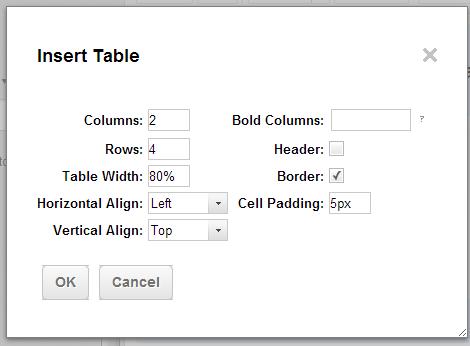 Insert Table
Columns: 2 Bold Columns: ?
Rows: 4 Header:
Table Width: 80% Border:
Horizontal Align: Left Cell Padding: 5px
Vertical Align: Top
OK Cancel